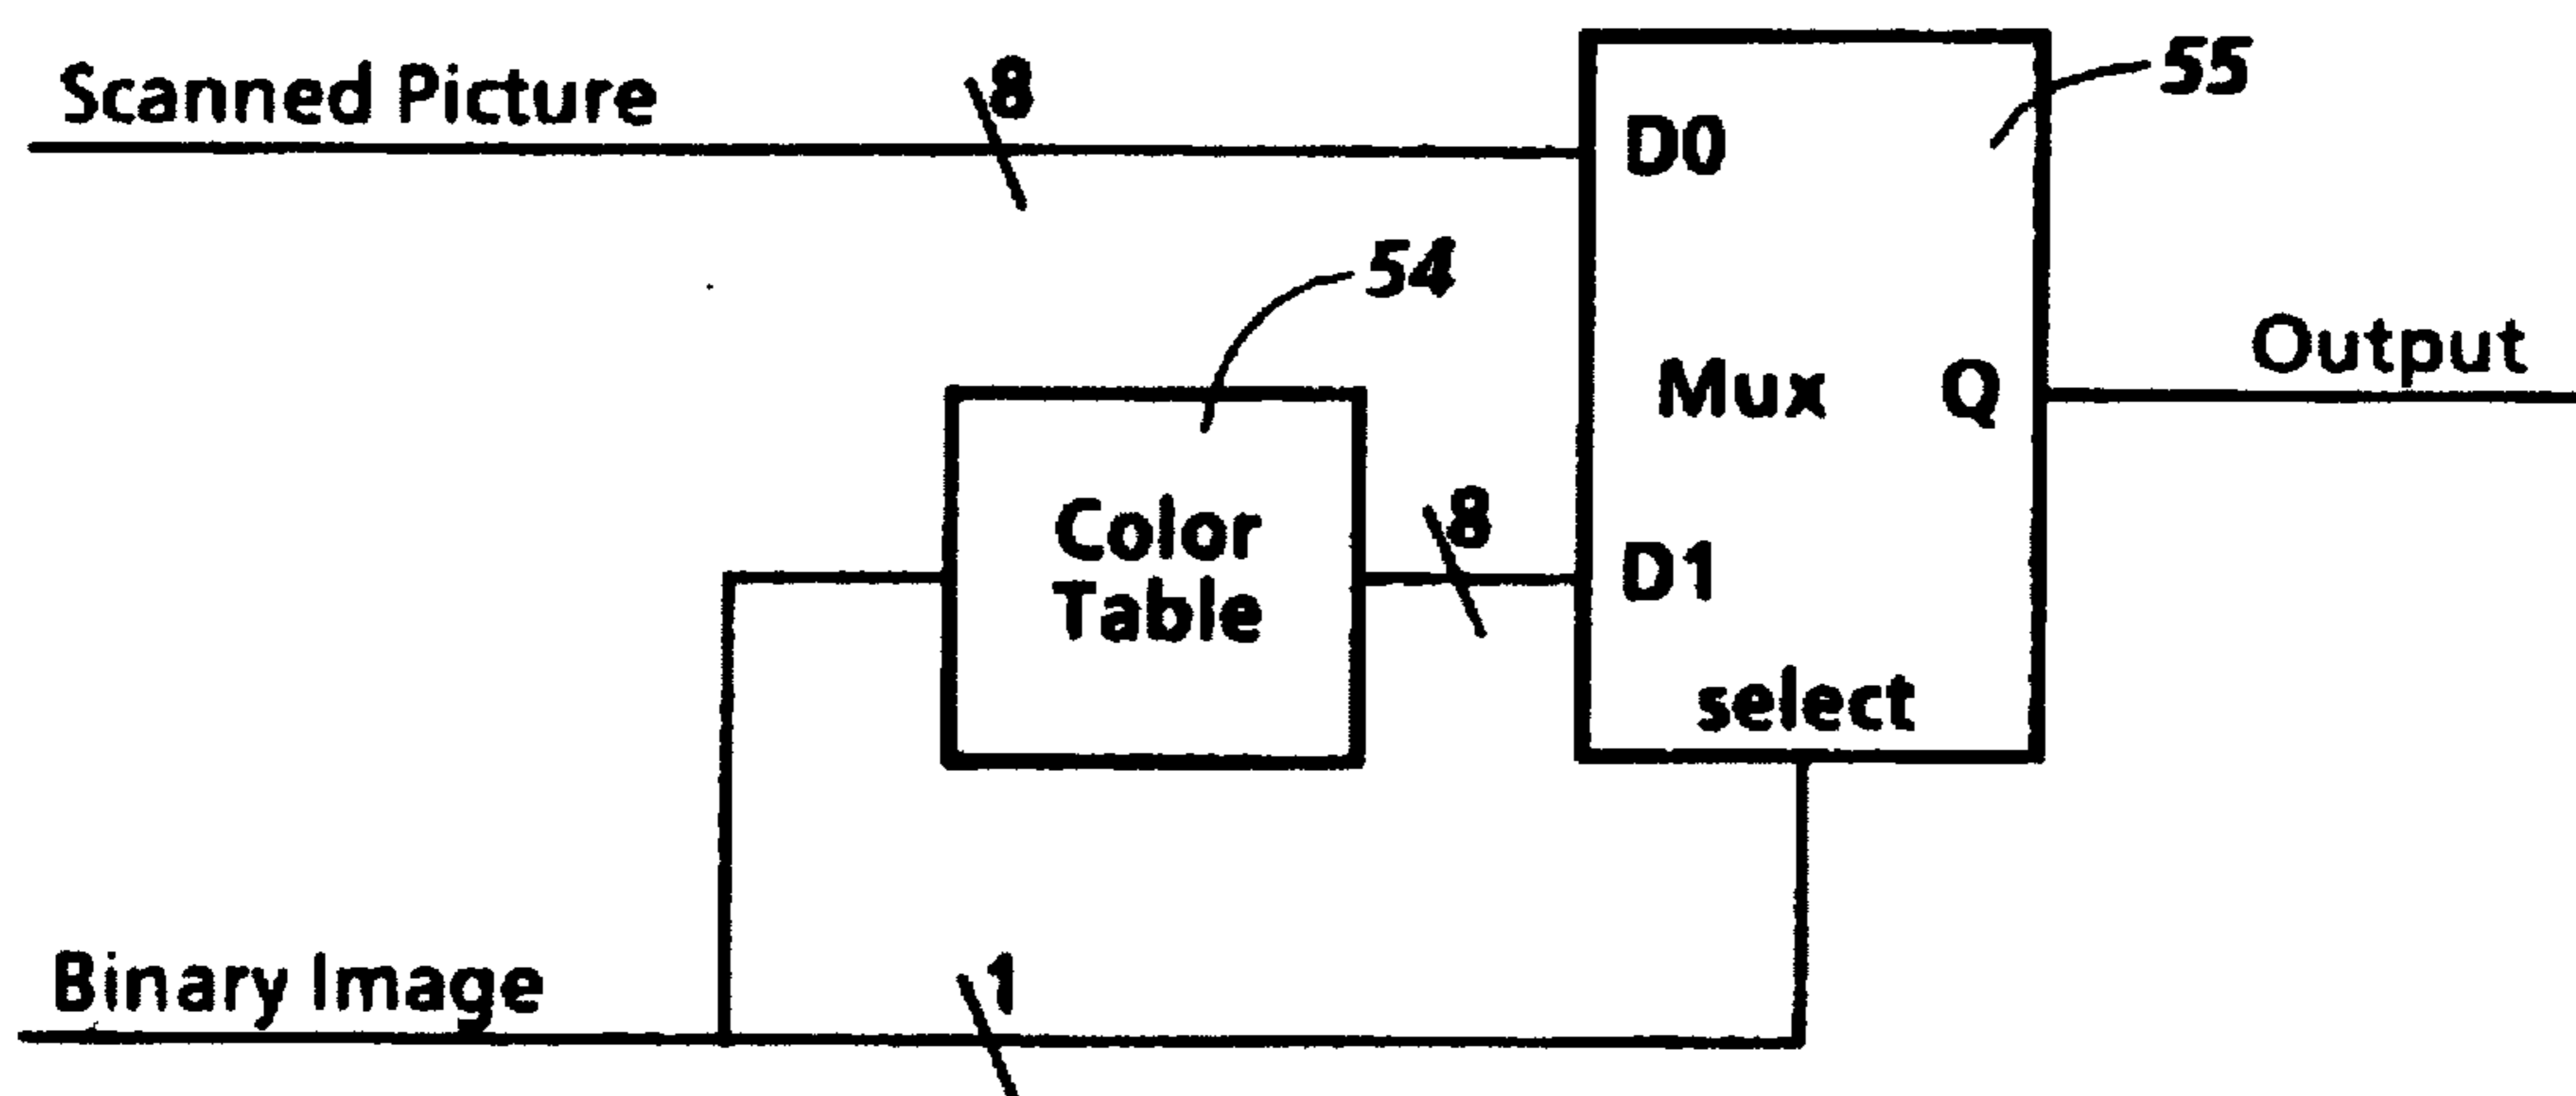 Scanned Picture
8
D0
55
54
Mux
Q
Output
Color
Table
8
D1
select
Binary Image
1